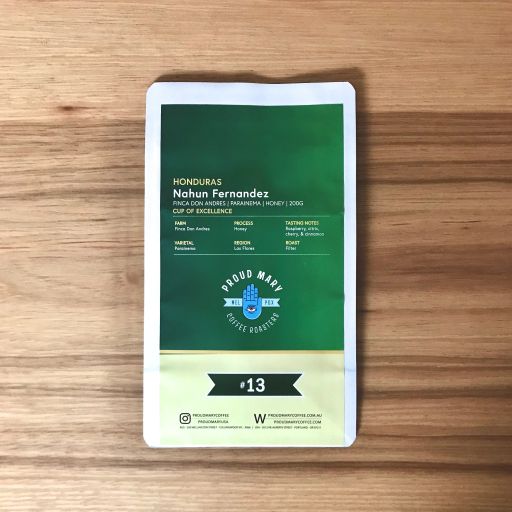 HONDURAS
Nahun Fernandez
FINCA DON ANDRES | PARAINEMA | HONEY | 200G
CUP OF EXCELLENCE
FARM
Finca Don Andres
PROCESS
Honey
TASTING NOTES
Raspberry, citrin,
cherry, & cinnamon
VARIETAL
Parainema
REGION
Las Flores
ROAST
Filter
PROUD MARY
MEL PDX
COFFEE ROASTERS
#13
PROUDMARYCOFFEE
PROUDMARYUSA
W
PROUDMARYCOFFEE.COM.AU
PROUDMARYCOFFEE.COM